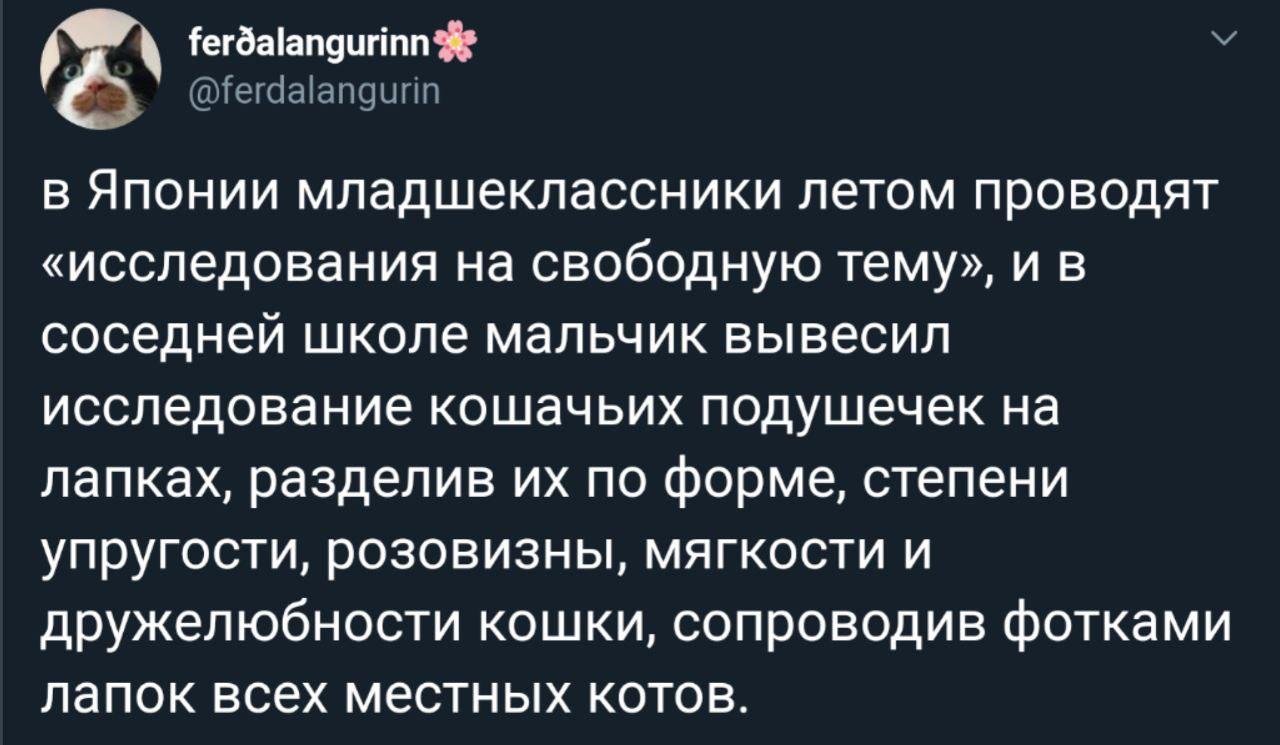 ferðalangurinn🌸
@ferdalangurin
в Японии младшеклассники летом проводят
«исследования на свободную тему», и в
соседней школе мальчик вывесил
исследование кошачьих подушечек на
лапках, разделив их по форме, степени
упругости, розовизны, мягкости и
дружелюбности кошки, сопроводив фотками
лапок всех местных котов.